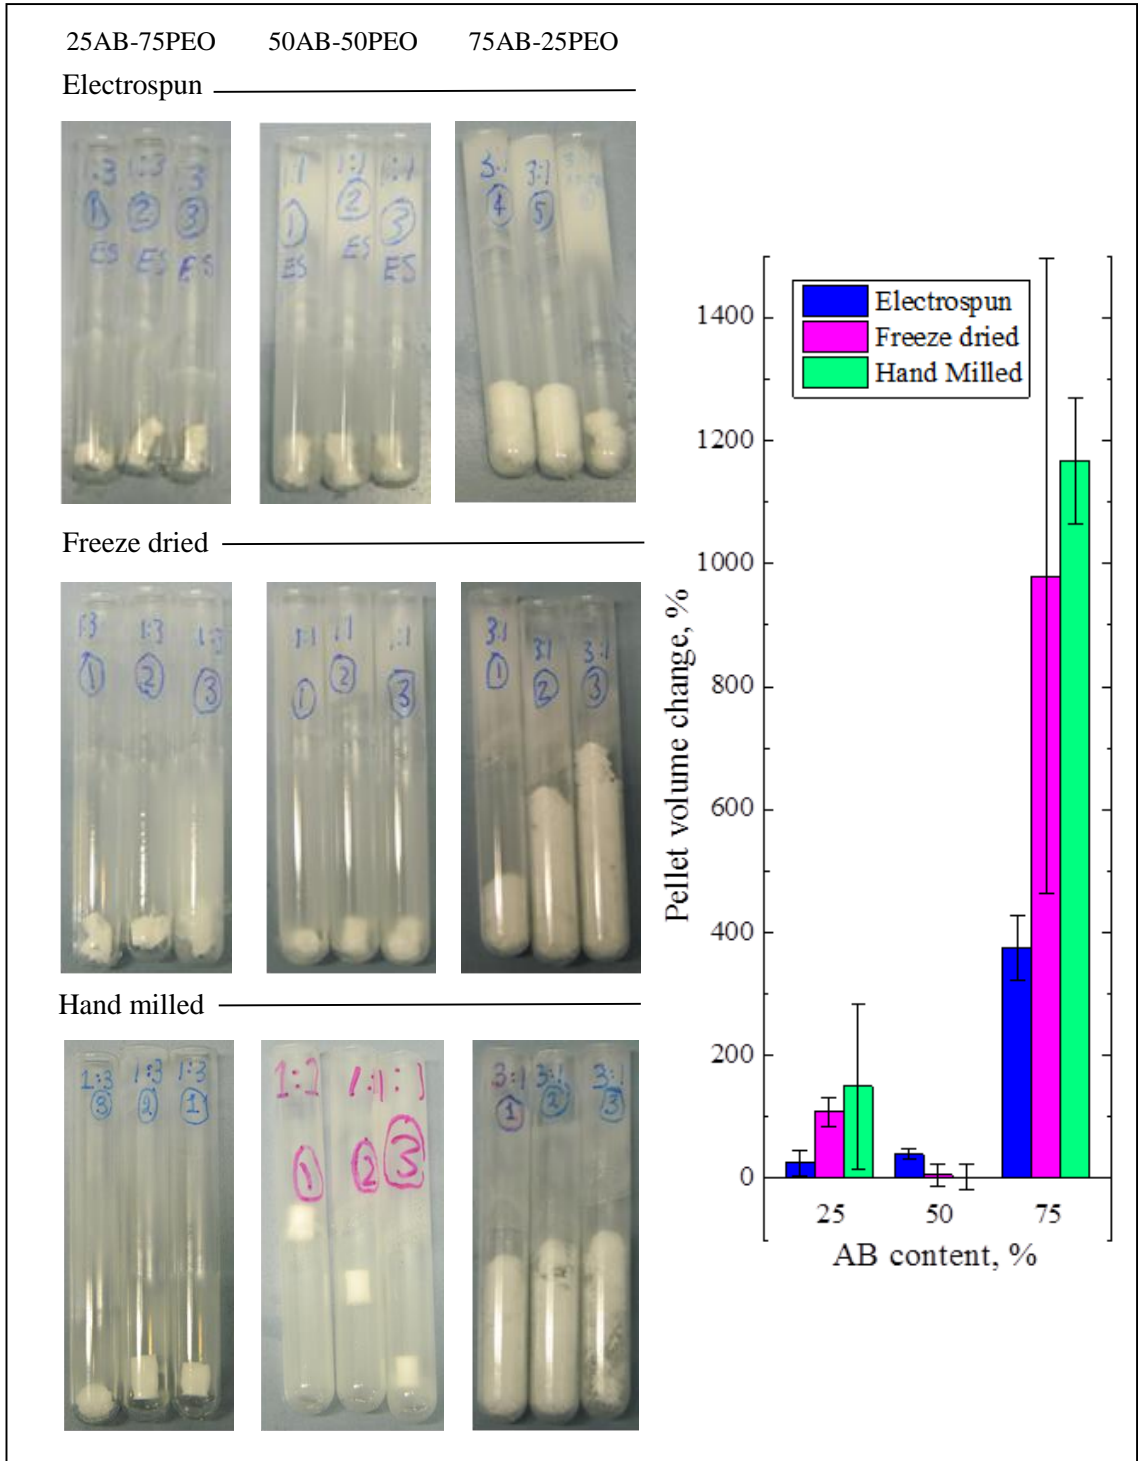 25AB-75PEO 50AB-50PEO 75AB-25PEO
Electrospun
1:3 1:3 1:3
1 2 3
ES ES ES
1:1 1:1 1:1
1 2 3
ES ES ES
3:1 3:1
4 5
Freeze dried
1:3 1:3 1:3
1 2 3
1:1 1:1 1:1
1 2 3
3:1 3:1 3:1
1 2 3
Hand milled
1:3 1:3 1:3
3 2 1
1:1 1:1
1 2 3
3:1 3:1 3:1
1 2 3
Electrospun
Freeze dried
Hand Milled
Pellet volume change, %
1400
1200
1000
800
600
400
200
0
25 50 75
AB content, %